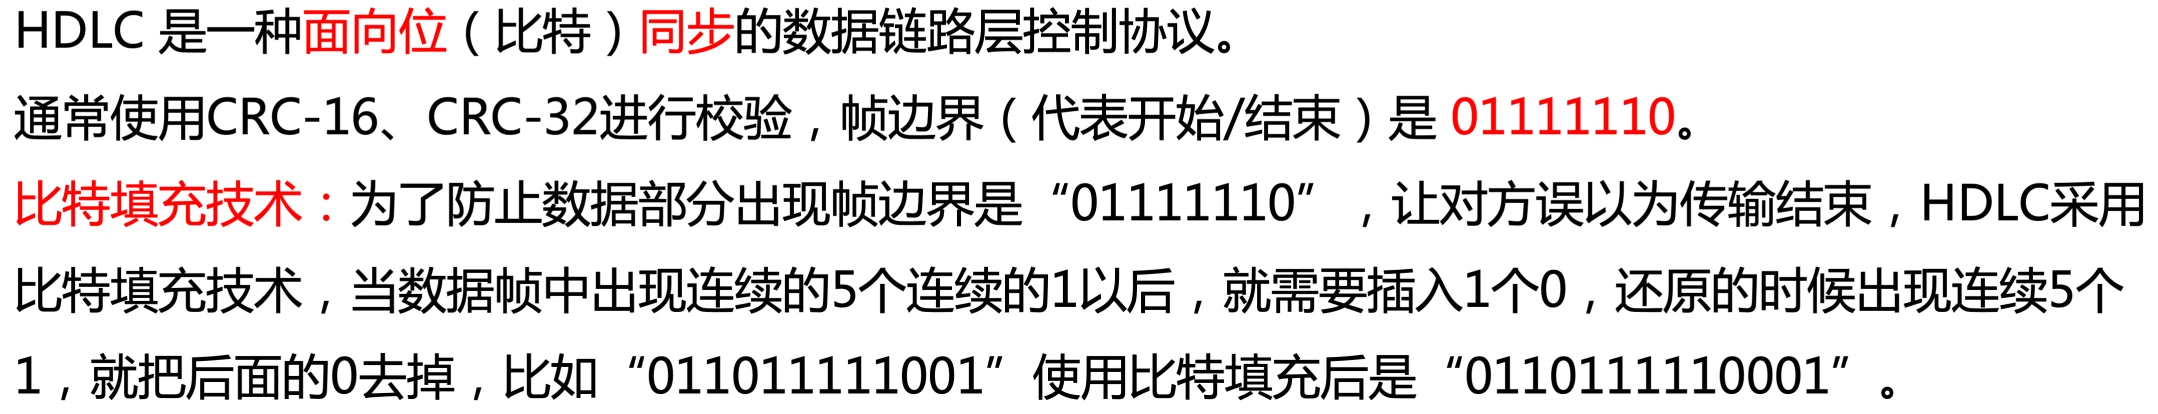 HDLC 是一种面向位（比特）同步的数据链路层控制协议。
通常使用CRC-16、CRC-32进行校验，帧边界（代表开始/结束）是 01111110。
比特填充技术：为了防止数据部分出现帧边界是“01111110”，让对方误以为传输结束，HDLC采用
比特填充技术，当数据帧中出现连续的5个连续的1以后，就需要插入1个0，还原的时候出现连续5个
1，就把后面的0去掉，比如“011011111001”使用比特填充后是“0110111110001”。